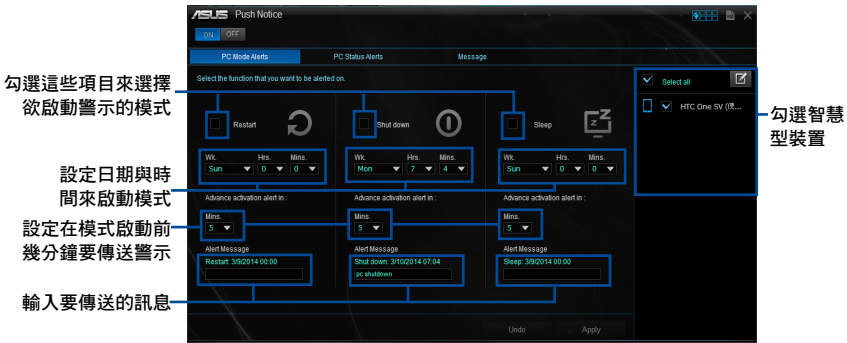 ASUS Push Notice
ON OFF
PC Mode Alerts PC Status Alerts Message
Select the function that you want to be alerted on.
Restart Shut down Sleep
Wk. Hrs. Mins. Wk. Hrs. Mins. Wk. Hrs. Mins.
Sun 0 0 Mon 7 4 Sun 0 0
Advance activation alert in : Advance activation alert in : Advance activation alert in :
Mins. Mins. Mins.
5 5 5
Alert Message Alert Message Alert Message
Restart: 3/9/2014 00:00 Shut down: 3/10/2014 07:04 Sleep: 3/9/2014 00:00
pc shutdown
Undo Apply
Select all
HTC One SV ((現...
勾選這些項目來選擇
欲啟動警示的模式
設定日期與時
間來啟動模式
設定在模式啟動前
幾分鐘要傳送警示
輸入要傳送的訊息
勾選智慧
型裝置